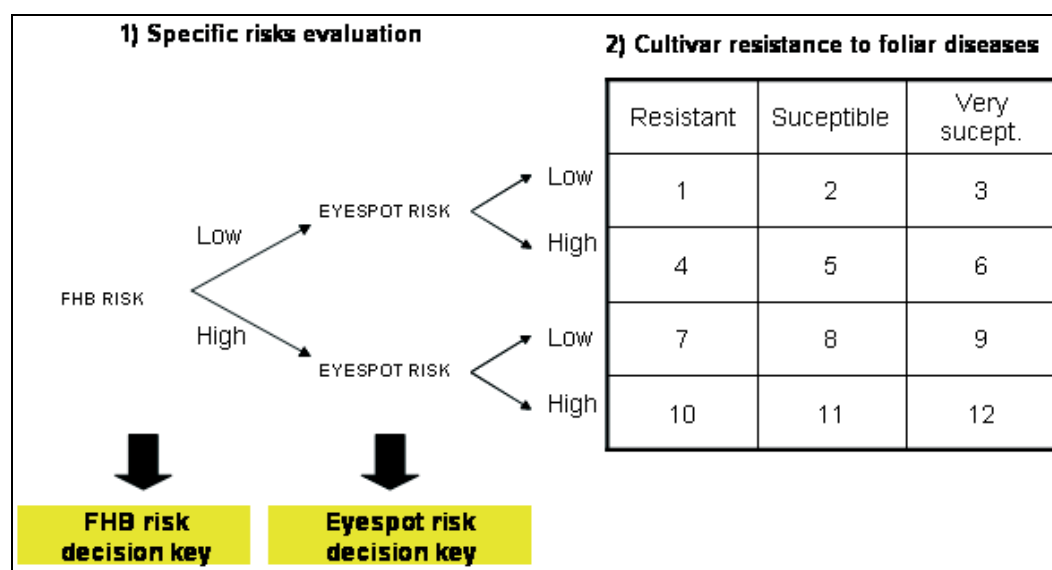 1) Specific risks evaluation
2) Cultivar resistance to foliar diseases
Resistant Suceptible Very
sucept.
Low 1 2 3
EYESPOT RISK
Low
High 4 5 6
FHB RISK
High
Low 7 8 9
EYESPOT RISK
High 10 11 12
FHB risk
decision key
Eyespot risk
decision key